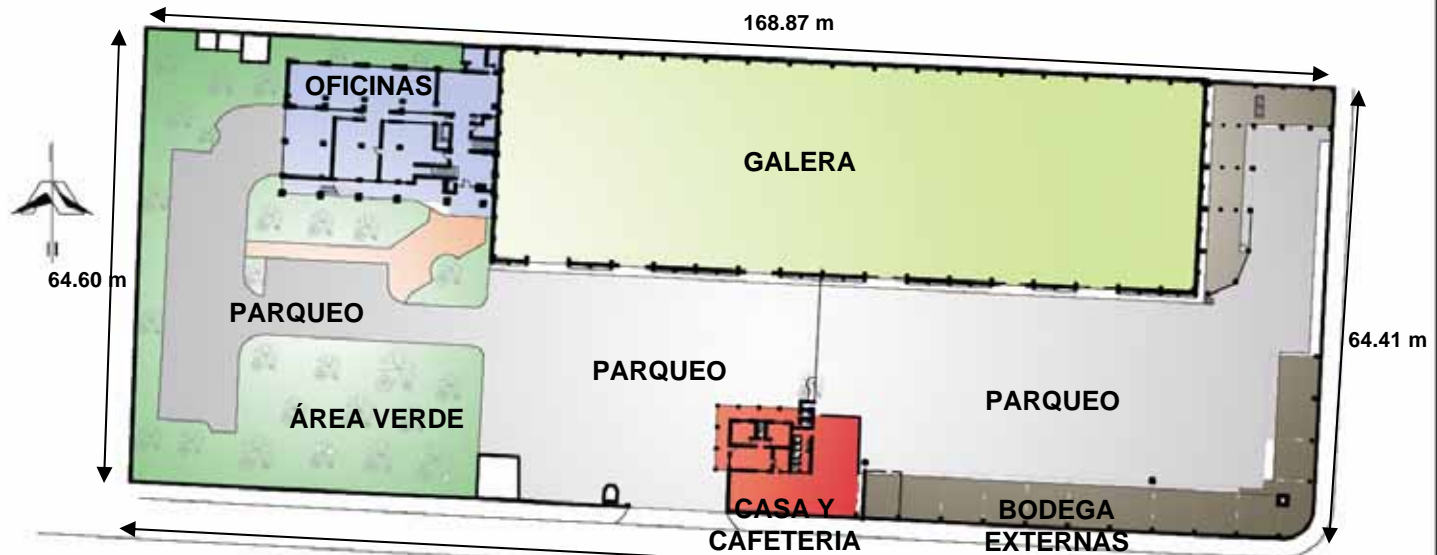 168.87 m
OFICINAS
GALERA
64.60 m
PARQUEO
64.41 m
PARQUEO
PARQUEO
ÁREA VERDE
CASA Y
CAFETERIA
BODEGA
EXTERNAS